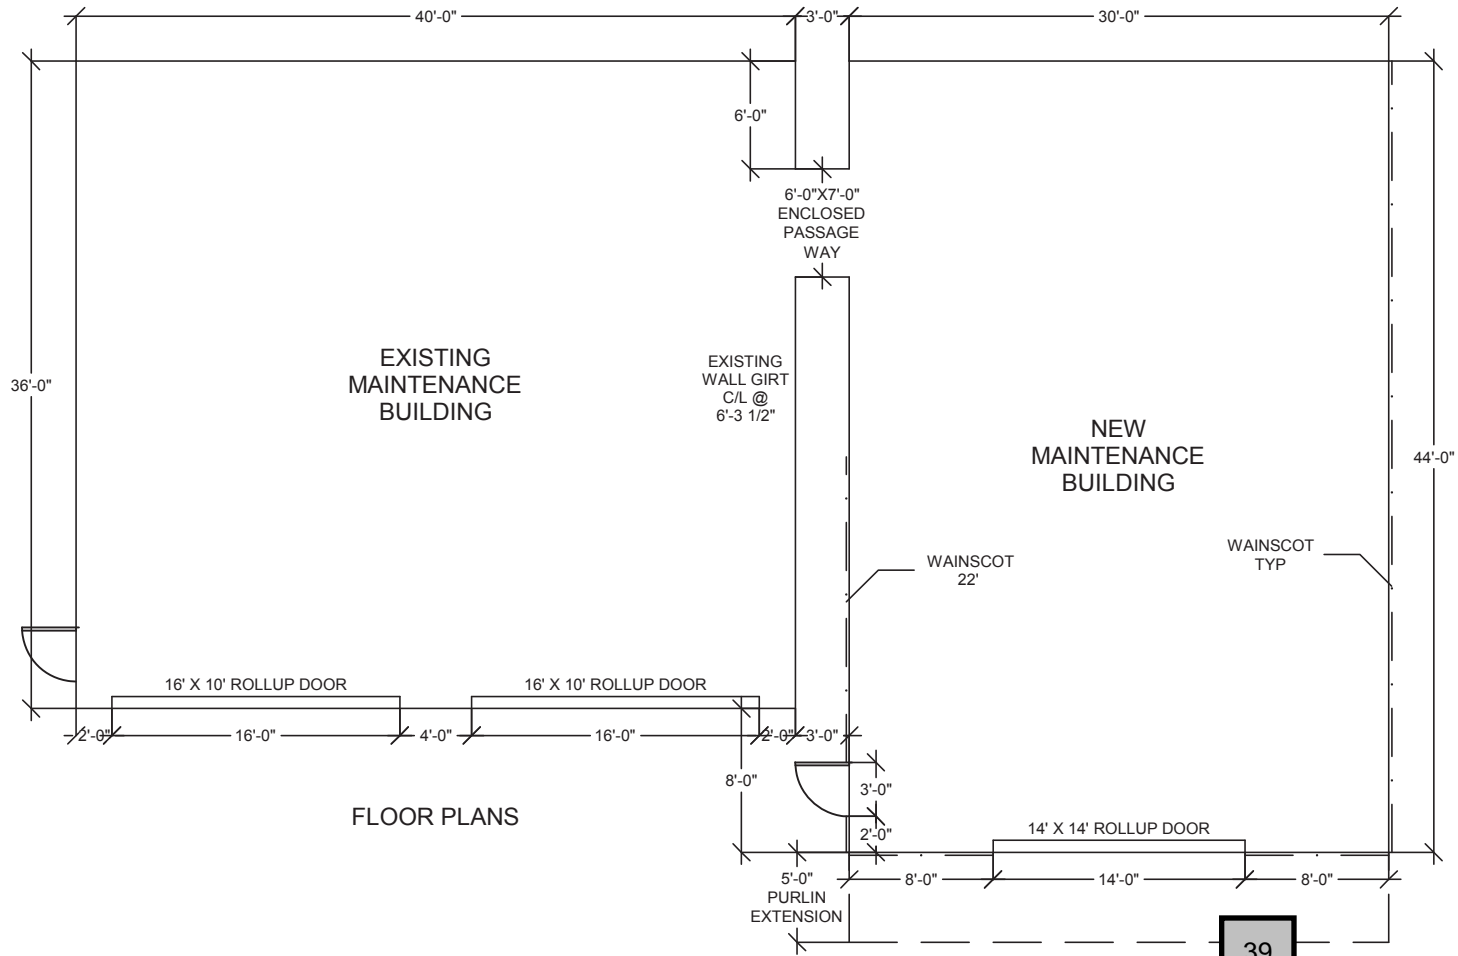 40'-0"
3'-0"
30'-0"
6'-0"
6'-0"X7'-0"
ENCLOSED
PASSAGE
WAY
36'-0"
EXISTING
MAINTENANCE
BUILDING
EXISTING
WALL GIRT
C/L @
6'-3 1/2"
NEW
MAINTENANCE
BUILDING
44'-0"
WAINSCOT
22'
WAINSCOT
TYP
16' X 10' ROLLUP DOOR
16' X 10' ROLLUP DOOR
2'-0"
16'-0"
4'-0"
16'-0"
2'-0"
3'-0"
8'-0"
3'-0"
2'-0"
FLOOR PLANS
14' X 14' ROLLUP DOOR
5'-0"
PURLIN
EXTENSION
8'-0"
14'-0"
8'-0"
39